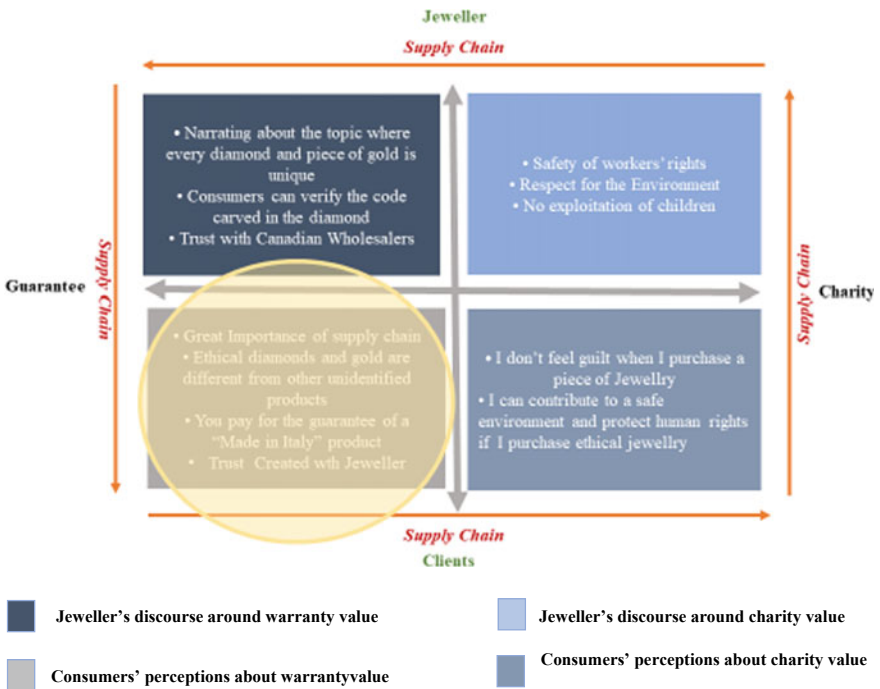 Jeweller
Supply Chain
• Narrating about the topic where
every diamond and piece of gold is
unique
• Consumers can verify the code
carved in the diamond
• Trust with Canadian Wholesalers
• Safety of workers' rights
• Respect for the Environment
• No exploitation of children
Guarantee
Supply Chain
Supply Chain
Charity
• Great Importance of supply chain
• Ethical diamonds and gold are
different from other unidentified
products
• You pay for the guarantee of a
“Made in Italy” product
• Trust Created wth Jeweller
• I don't feel guilt when I purchase a
piece of Jewellry
• I can contribute to a safe
environment and protect human rights
if I purchase ethical jewellry
Supply Chain
Clients
Jeweller's discourse around warranty value
Jeweller's discourse around charity value
Consumers' perceptions about warrantyvalue
Consumers' perceptions about charity value